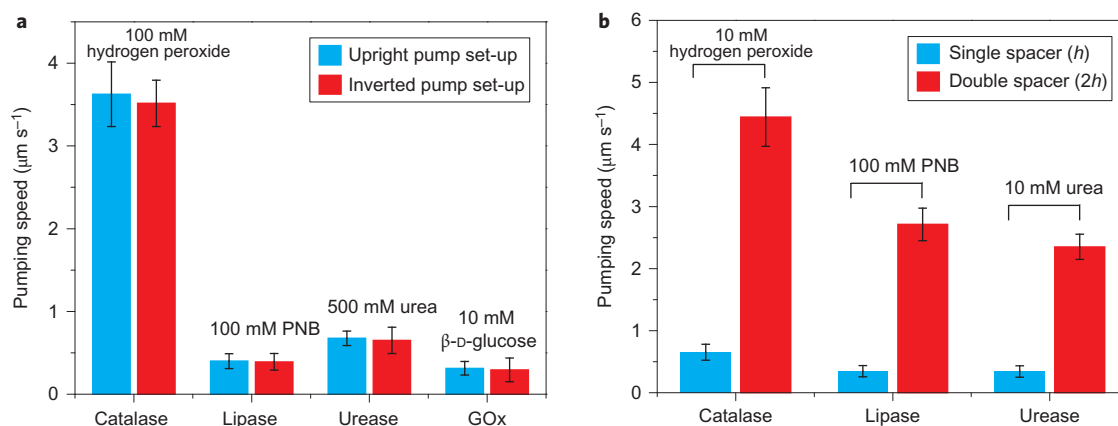 a
100 mM
hydrogen peroxide
Upright pump set-up
Inverted pump set-up
Pumping speed (μm s⁻¹)
4
3
2
1
0
100 mM PNB
500 mM urea
10 mM
β-D-glucose
Catalase
Lipase
Urease
GOx
b
10 mM
hydrogen peroxide
Single spacer (h)
Double spacer (2h)
Pumping speed (μm s⁻¹)
6
5
4
3
2
1
0
100 mM PNB
10 mM urea
Catalase
Lipase
Urease